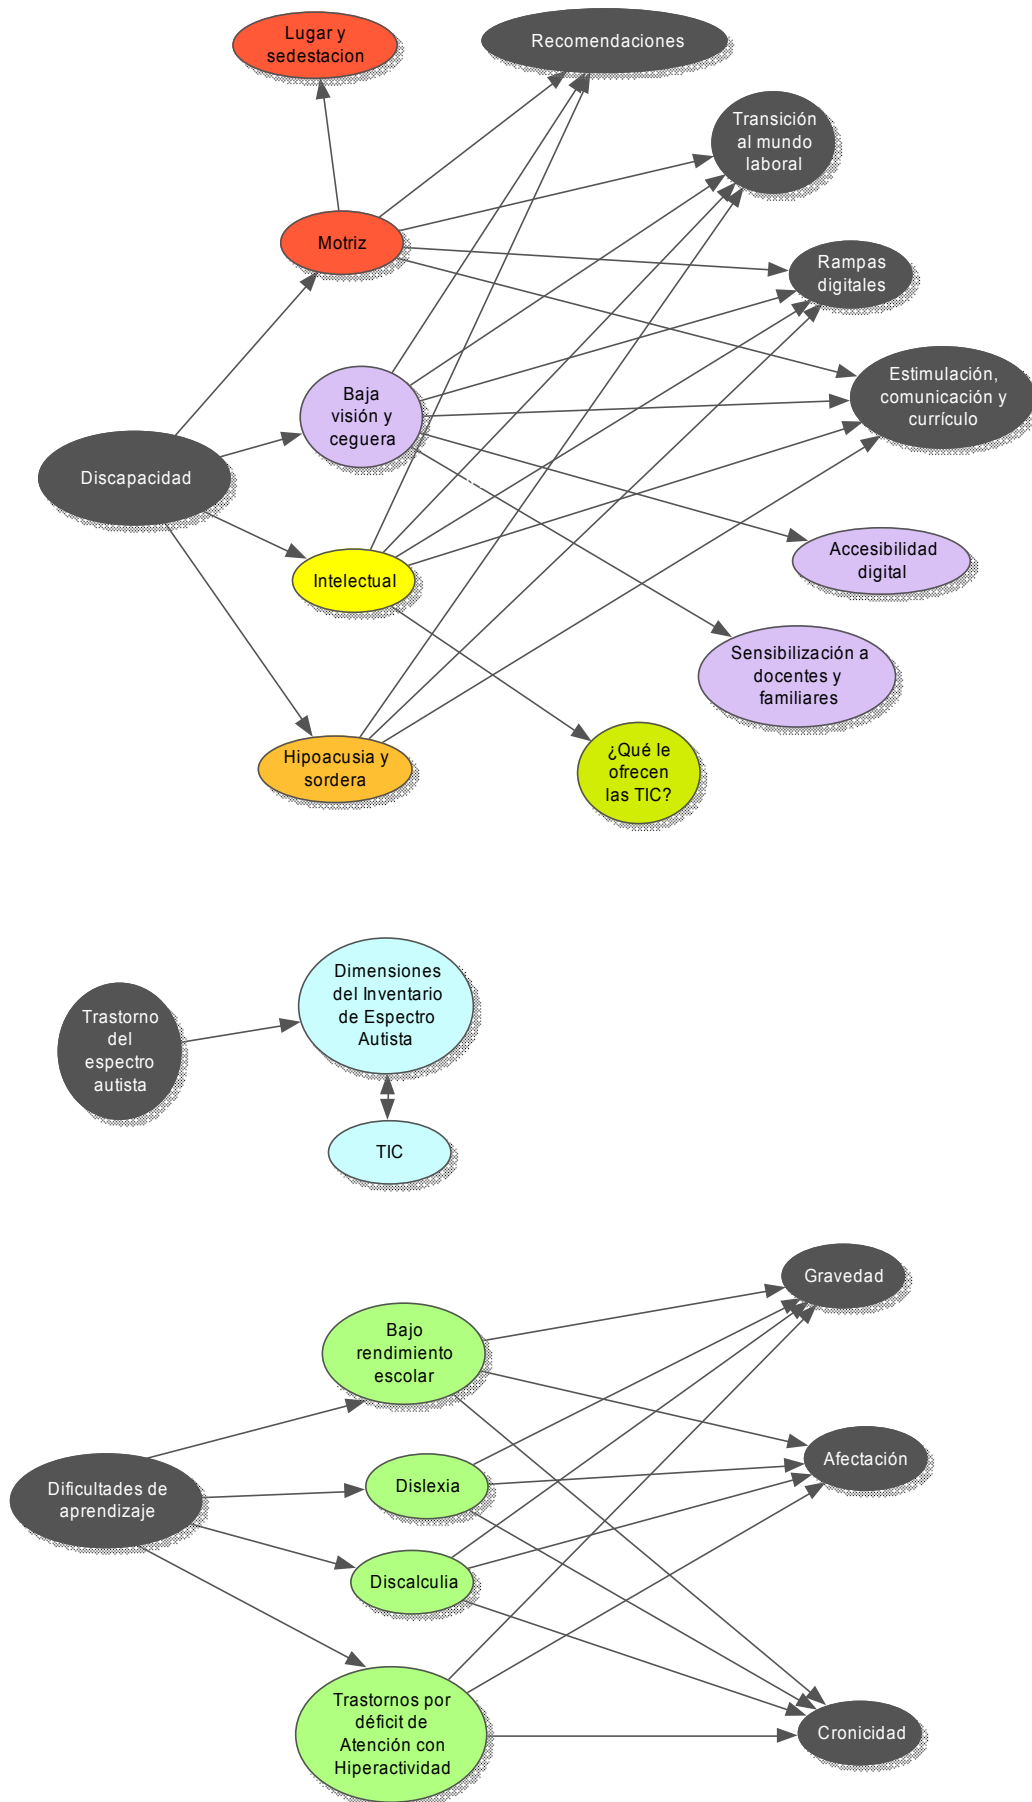 Lugar y
sedestacion
Recomendaciones
Transición
al mundo
laboral
Motriz
Rampas
digitales
Baja
visión y
ceguera
Estimulación,
comunicación y
currículo
Discapacidad
Accesibilidad
digital
Intelectual
Sensibilización a
docentes y
familiares
Hipoacusia y
sordera
¿Qué le
ofrecen
las TIC?
Dimensiones
del Inventario
de Espectro
Autista
Trastorno
del
espectro
autista
TIC
Gravedad
Bajo
rendimiento
escolar
Afectación
Dislexia
Dificultades de
aprendizaje
Discalculia
Trastornos por
déficit de
Atención con
Hiperactividad
Cronicidad